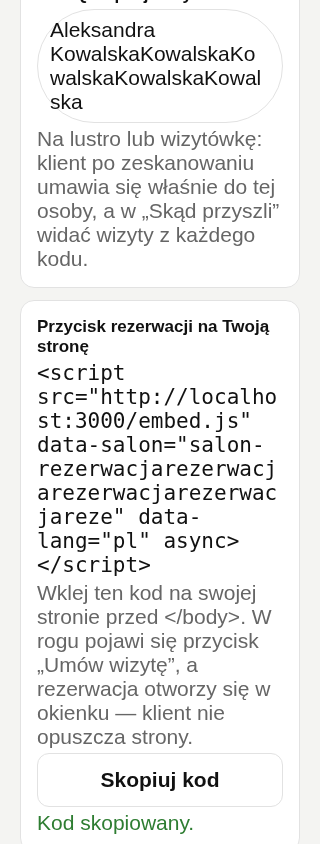 Aleksandra
KowalskaKowalskaKo
walskaKowalskaKowal
ska
Na lustro lub wizytówkę:
klient po zeskanowaniu
umawia się właśnie do tej
osoby, a w „Skąd przyszli”
widać wizyty z każdego
kodu.
Przycisk rezerwacji na Twoją
stronę
<script
src="http://localho
st:3000/embed.js"
data-salon="salon-
rezerwacjarezerwacj
arezerwacjarezerwac
jareze" data-
lang="pl" async>
</script>
Wklej ten kod na swojej
stronie przed </body>. W
rogu pojawi się przycisk
„Umów wizytę”, a
rezerwacja otworzy się w
okienku — klient nie
opuszcza strony.
Skopiuj kod
Kod skopiowany.